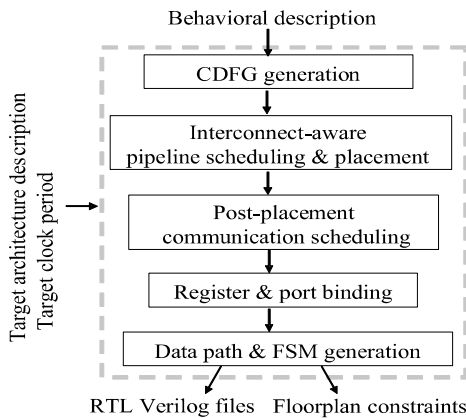 Behavioral description
CDFG generation
Interconnect-aware
pipeline scheduling & placement
Target architecture description
Target clock period
Post-placement
communication scheduling
Register & port binding
Data path & FSM generation
RTL Verilog files
Floorplan constraints